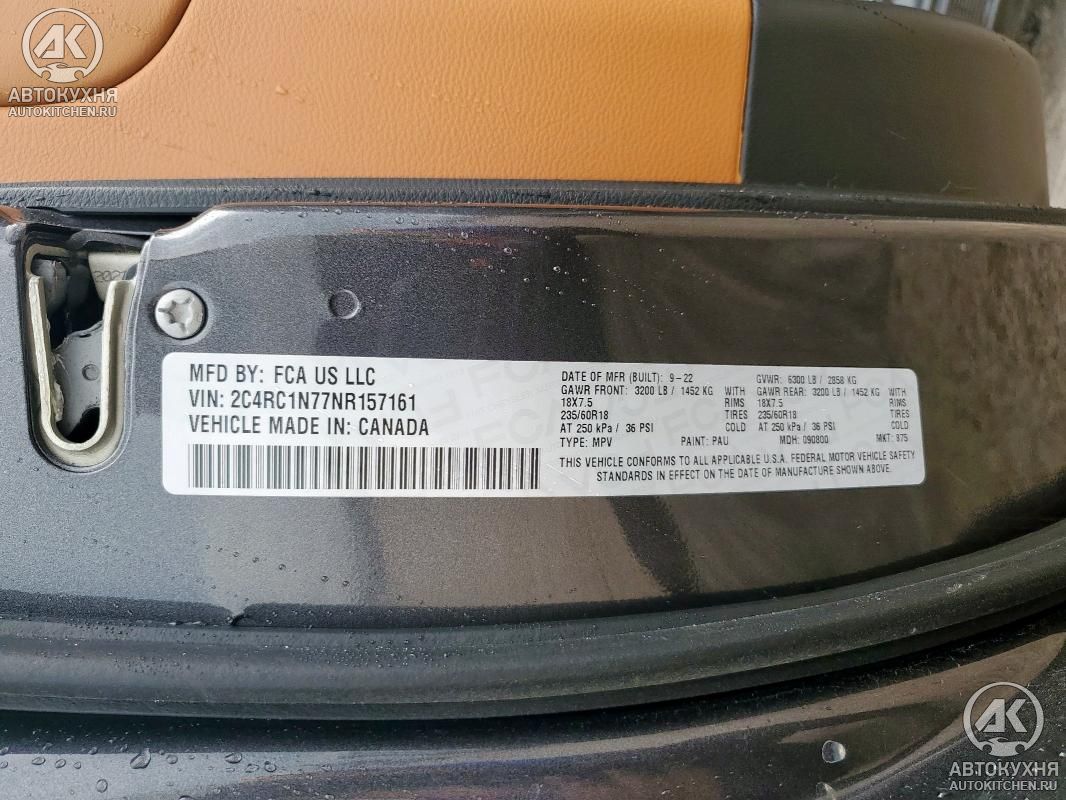 AK
АВТОКУХНЯ
AUTOKITCHEN.RU
MFD BY: FCA US LLC
VIN: 2C4RC1N77NR157161
VEHICLE MADE IN: CANADA
DATE OF MFR (BUILT): 9-22 GVWR: 6300 LB / 2858 KG
GAWR FRONT: 3200 LB / 1452 KG WITH GAWR REAR: 3200 LB / 1452 KG WITH
18X7.5 RIMS 18X7.5 RIMS
235/60R18 TIRES 235/60R18 TIRES
AT 250 kPa / 36 PSI COLD AT 250 kPa / 36 PSI COLD
TYPE: MPV PAINT: PAU MDH: 090800 MKT: 875
THIS VEHICLE CONFORMS TO ALL APPLICABLE U.S.A. FEDERAL MOTOR VEHICLE SAFETY
STANDARDS IN EFFECT ON THE DATE OF MANUFACTURE SHOWN ABOVE.
AK
АВТОКУХНЯ
AUTOKITCHEN.RU